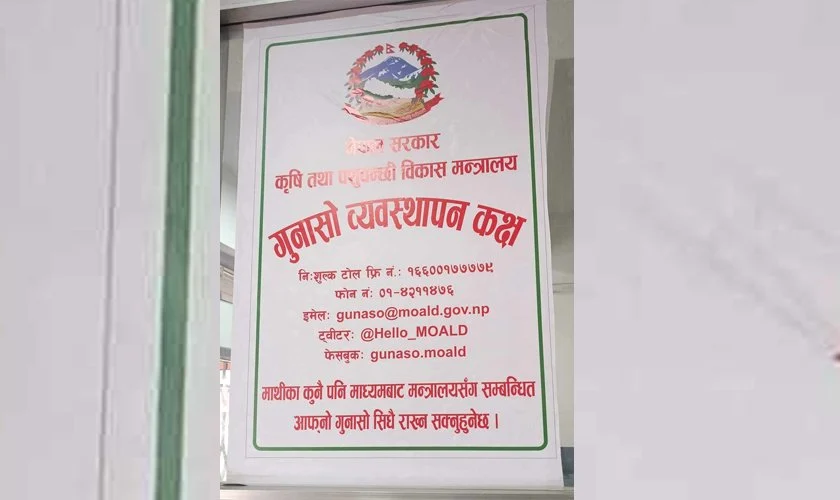 नेपाल सरकार
कृषि तथा पशुपन्छी विकास मन्त्रालय
गुनासो व्यवस्थापन कक्ष
निःशुल्क टोल फ्रि नं.: १६६००१७७७७९
फोन नं: ०१-४२११४७६
इमेलः gunaso@moald.gov.np
ट्वीटरः @Hello_MOALD
फेसबुकः gunaso.moald
माथीका कुनै पनि माध्यमबाट मन्त्रालयसँग सम्बन्धित
आफ्नो गुनासो सिधै राख्न सक्नुहुनेछ ।